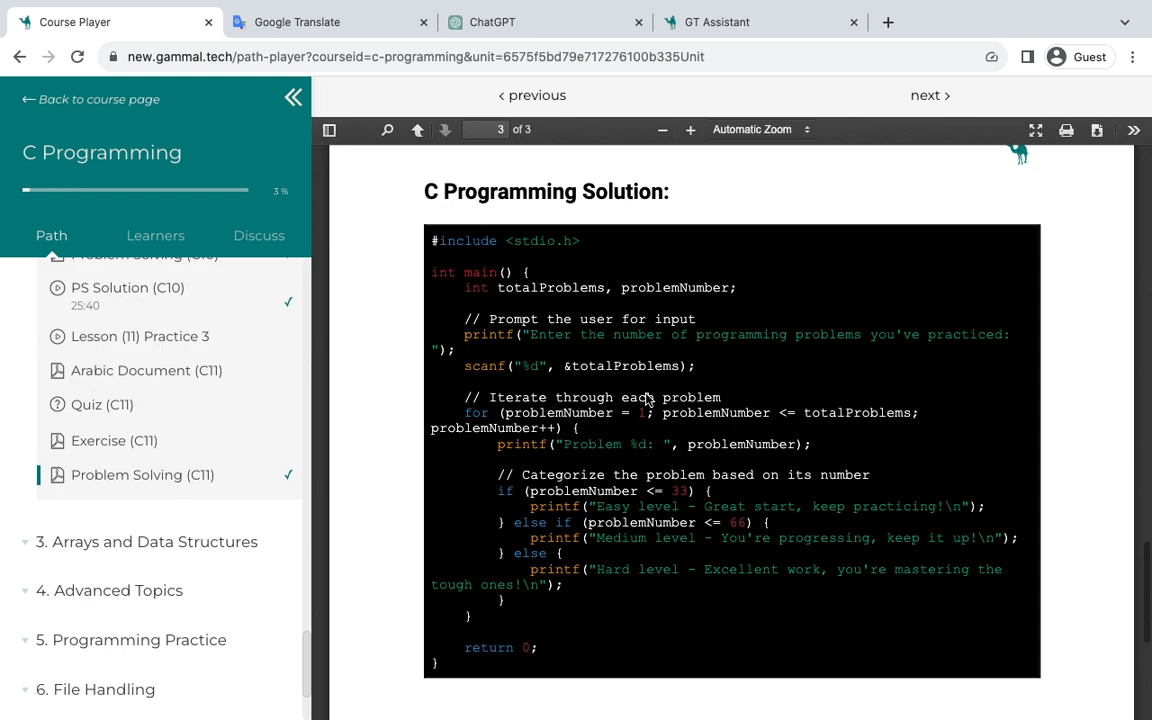 Course Player
Google Translate
ChatGPT
GT Assistant
new.gammal.tech/path-player?courseid=c-programming&unit=6575f5bd79e717276100b335Unit
Guest
Back to course page
C Programming
3 %
Path
Learners
Discuss
Problem Solving (C10)
PS Solution (C10)
25:40
Lesson (11) Practice 3
Arabic Document (C11)
Quiz (C11)
Exercise (C11)
Problem Solving (C11)
3. Arrays and Data Structures
4. Advanced Topics
5. Programming Practice
6. File Handling
‹ previous
next ›
3 of 3
Automatic Zoom
C Programming Solution:
#include <stdio.h>
int main() {
int totalProblems, problemNumber;
// Prompt the user for input
printf("Enter the number of programming problems you've practiced:
");
scanf("%d", &totalProblems);
// Iterate through each problem
for (problemNumber = 1; problemNumber <= totalProblems;
problemNumber++) {
printf("Problem %d: ", problemNumber);
// Categorize the problem based on its number
if (problemNumber <= 33) {
printf("Easy level - Great start, keep practicing!\n");
} else if (problemNumber <= 66) {
printf("Medium level - You're progressing, keep it up!\n");
} else {
printf("Hard level - Excellent work, you're mastering the
tough ones!\n");
}
}
return 0;
}